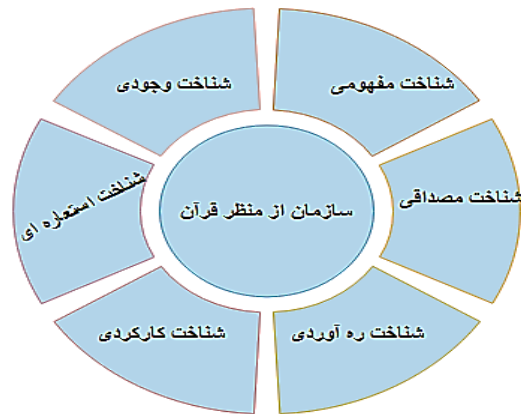 شناخت مفهومی
شناخت وجودی
شناخت مصداقی
شناخت استعاره ای
سازمان از منظر قرآن
شناخت ره آوردی
شناخت کارکردی